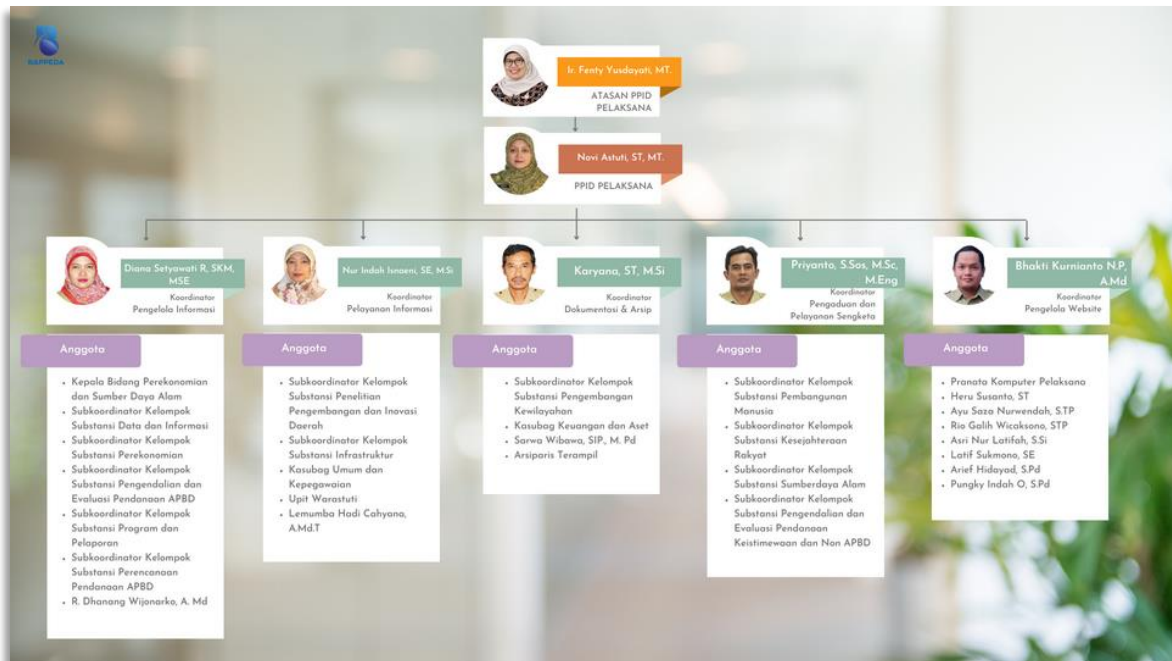 BAPPEDA
Ir. Fenty Yusdayati, MT.
ATASAN PPID
PELAKSANA
Novi Astuti, ST, MT.
PPID PELAKSANA
Diana Setyawati R, SKM,
MSE
Koordinator
Pengelola Informasi
Anggota
• Kepala Bidang Perekonomian
dan Sumber Daya Alam
• Subkoordinator Kelompok
Substansi Data dan Informasi
• Subkoordinator Kelompok
Substansi Perekonomian
• Subkoordinator Kelompok
Substansi Pengendalian dan
Evaluasi Pendanaan APBD
• Subkoordinator Kelompok
Substansi Program dan
Pelaporan
• Subkoordinator Kelompok
Substansi Perencanaan
Pendanaan APBD
• R. Dhanang Wijonarko, A. Md
Nur Indah Isnaeni, SE, M.Si
Koordinator
Pelayanan Informasi
Anggota
• Subkoordinator Kelompok
Substansi Penelitian
Pengembangan dan Inovasi
Daerah
• Subkoordinator Kelompok
Substansi Infrastruktur
• Kasubag Umum dan
Kepegawaian
• Upit Warastuti
• Lemumba Hadi Cahyana,
A.Md.T
Karyana, ST, M.Si
Koordinator
Dokumentasi & Arsip
Anggota
• Subkoordinator Kelompok
Substansi Pengembangan
Kewilayahan
• Kasubag Keuangan dan Aset
• Sarwa Wibawa, SIP., M. Pd
• Arsiparis Terampil
Priyanto, S.Sos, M.Sc,
M.Eng
Koordinator
Pengaduan dan
Pelayanan Sengketa
Anggota
• Subkoordinator Kelompok
Substansi Pembangunan
Manusia
• Subkoordinator Kelompok
Substansi Kesejahteraan
Rakyat
• Subkoordinator Kelompok
Substansi Sumberdaya Alam
• Subkoordinator Kelompok
Substansi Pengendalian dan
Evaluasi Pendanaan
Keistimewaan dan Non APBD
Bhakti Kurnianto N.P,
A.Md
Koordinator
Pengelola Website
Anggota
• Pranata Komputer Pelaksana
• Heru Susanto, ST
• Ayu Saza Nurwendah, S.TP
• Rio Galih Wicaksono, STP
• Asri Nur Latifah, S.Si
• Latif Sukmono, SE
• Arief Hidayad, S.Pd
• Pungky Indah O, S.Pd